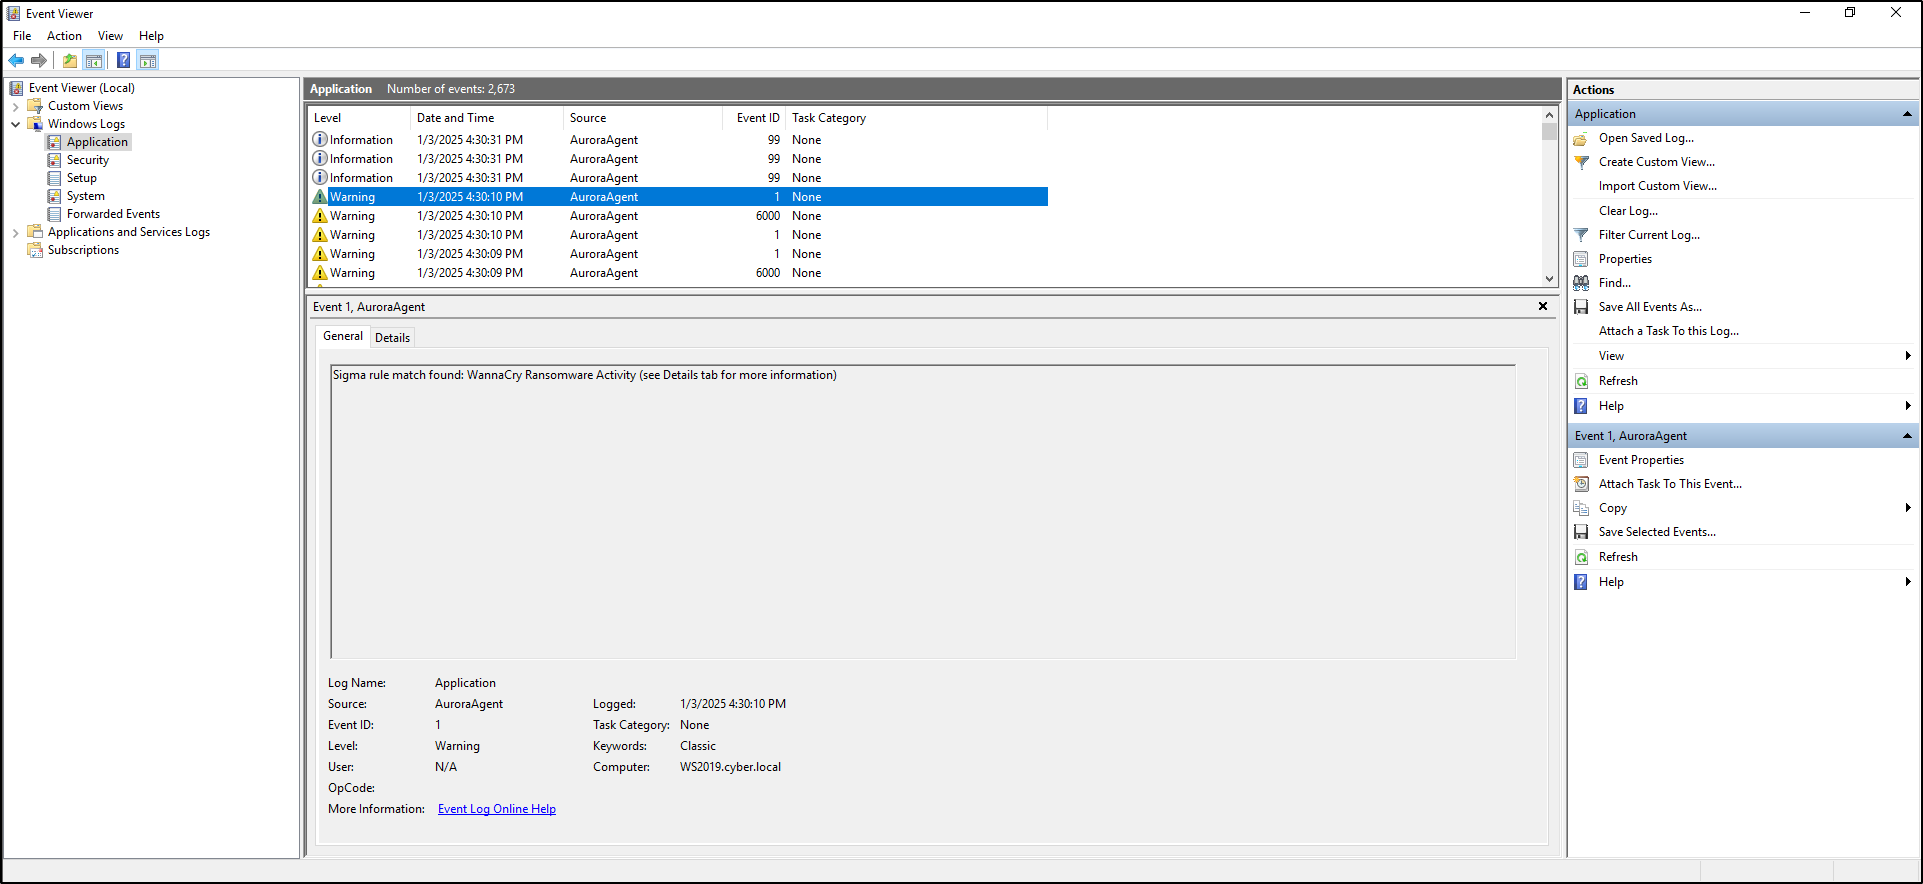 Event Viewer
File Action View Help
Event Viewer (Local)
Custom Views
Windows Logs
Application
Security
Setup
System
Forwarded Events
Applications and Services Logs
Subscriptions
Application Number of events: 2,673
Level Date and Time Source Event ID Task Category
Information 1/3/2025 4:30:31 PM AuroraAgent 99 None
Information 1/3/2025 4:30:31 PM AuroraAgent 99 None
Information 1/3/2025 4:30:31 PM AuroraAgent 99 None
Warning 1/3/2025 4:30:10 PM AuroraAgent 1 None
Warning 1/3/2025 4:30:10 PM AuroraAgent 6000 None
Warning 1/3/2025 4:30:10 PM AuroraAgent 1 None
Warning 1/3/2025 4:30:09 PM AuroraAgent 1 None
Warning 1/3/2025 4:30:09 PM AuroraAgent 6000 None
Event 1, AuroraAgent
General Details
Sigma rule match found: WannaCry Ransomware Activity (see Details tab for more information)
Log Name: Application
Source: AuroraAgent Logged: 1/3/2025 4:30:10 PM
Event ID: 1 Task Category: None
Level: Warning Keywords: Classic
User: N/A Computer: WS2019.cyber.local
OpCode:
More Information: Event Log Online Help
Actions
Application
Open Saved Log...
Create Custom View...
Import Custom View...
Clear Log...
Filter Current Log...
Properties
Find...
Save All Events As...
Attach a Task To this Log...
View
Refresh
Help
Event 1, AuroraAgent
Event Properties
Attach Task To This Event...
Copy
Save Selected Events...
Refresh
Help